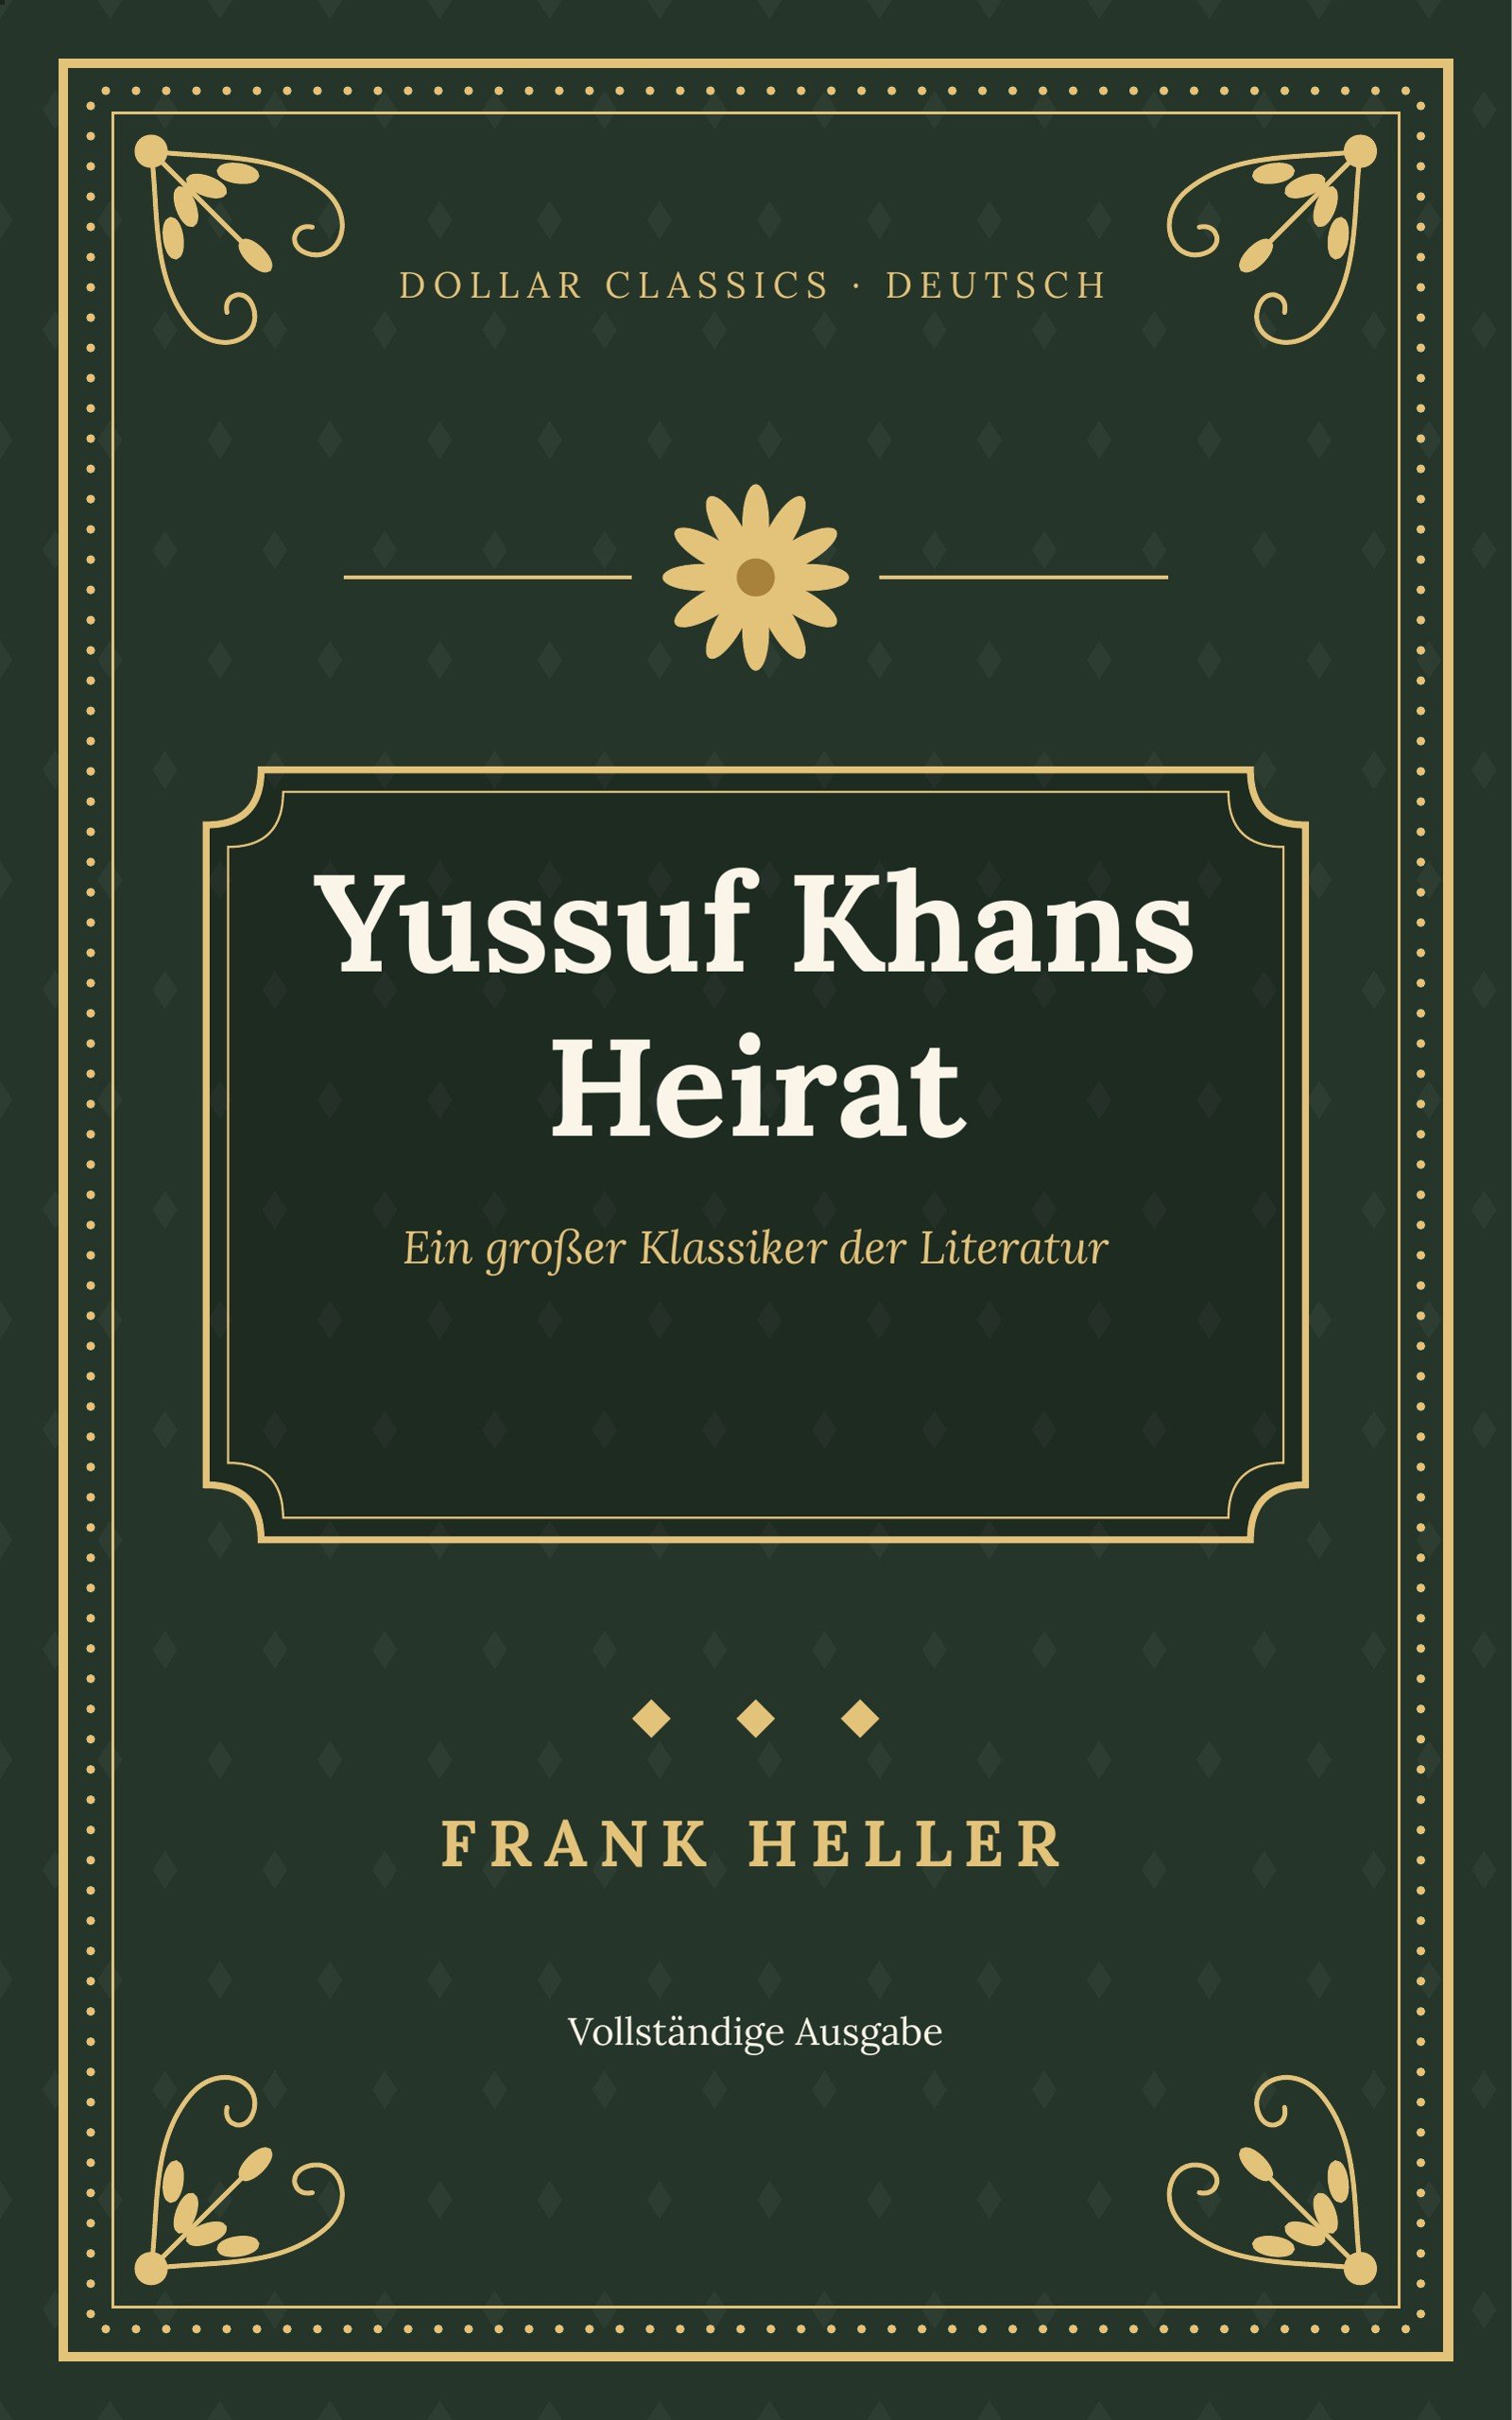 DOLLAR CLASSICS · DEUTSCH
Yussuf Khans
Heirat
Ein großer Klassiker der Literatur
FRANK HELLER
Vollständige Ausgabe